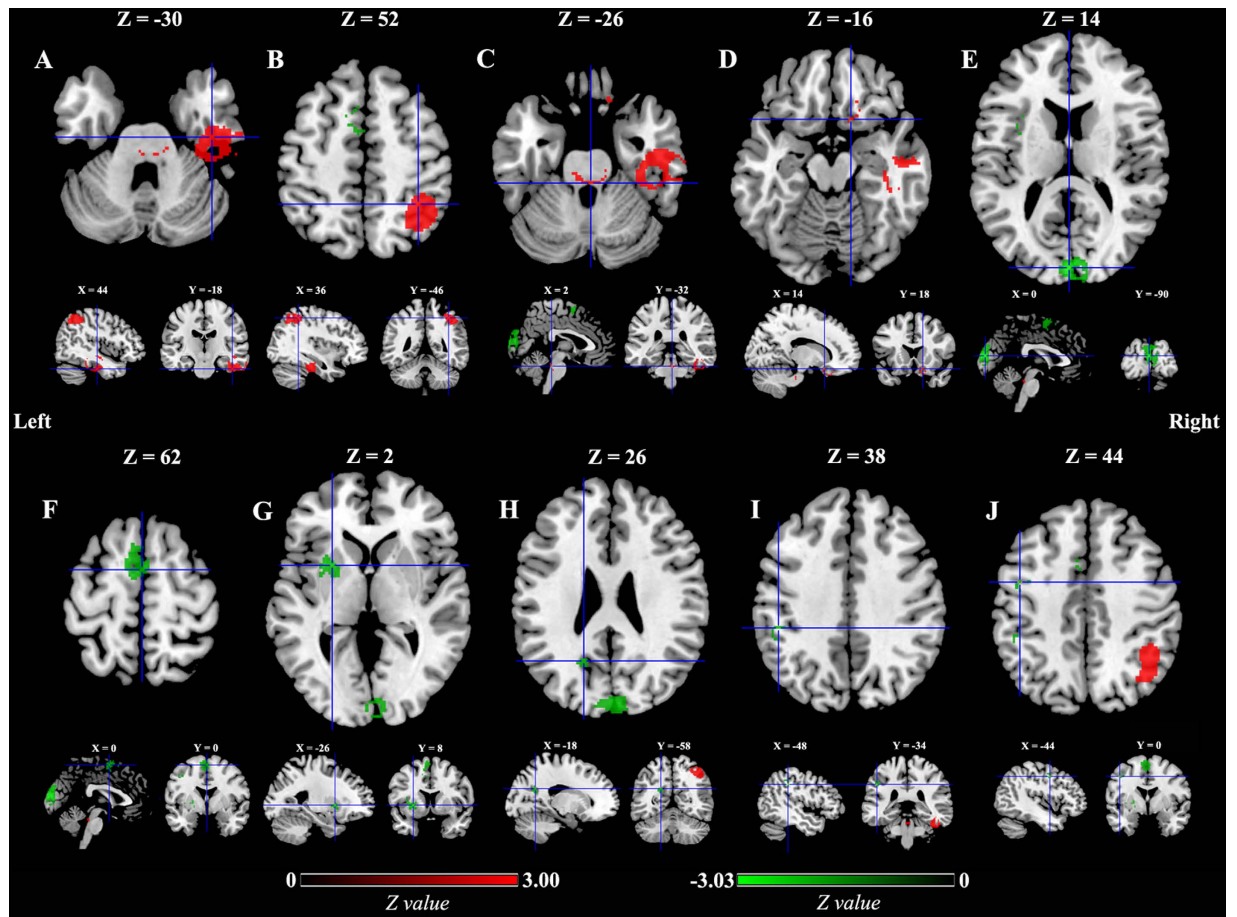 Z = -30
Z = 52
Z = -26
Z = -16
Z = 14
A
B
C
D
E
X = 44
Y = -18
X = 36
Y = -46
X = 2
Y = -32
X = 14
Y = 18
X = 0
Y = -90
Left
Right
Z = 62
Z = 2
Z = 26
Z = 38
Z = 44
F
G
H
I
J
X = 0
Y = 0
X = -26
Y = 8
X = -18
Y = -58
X = -48
Y = -34
X = -44
Y = 0
0
3.00
-3.03
0
Z value
Z value